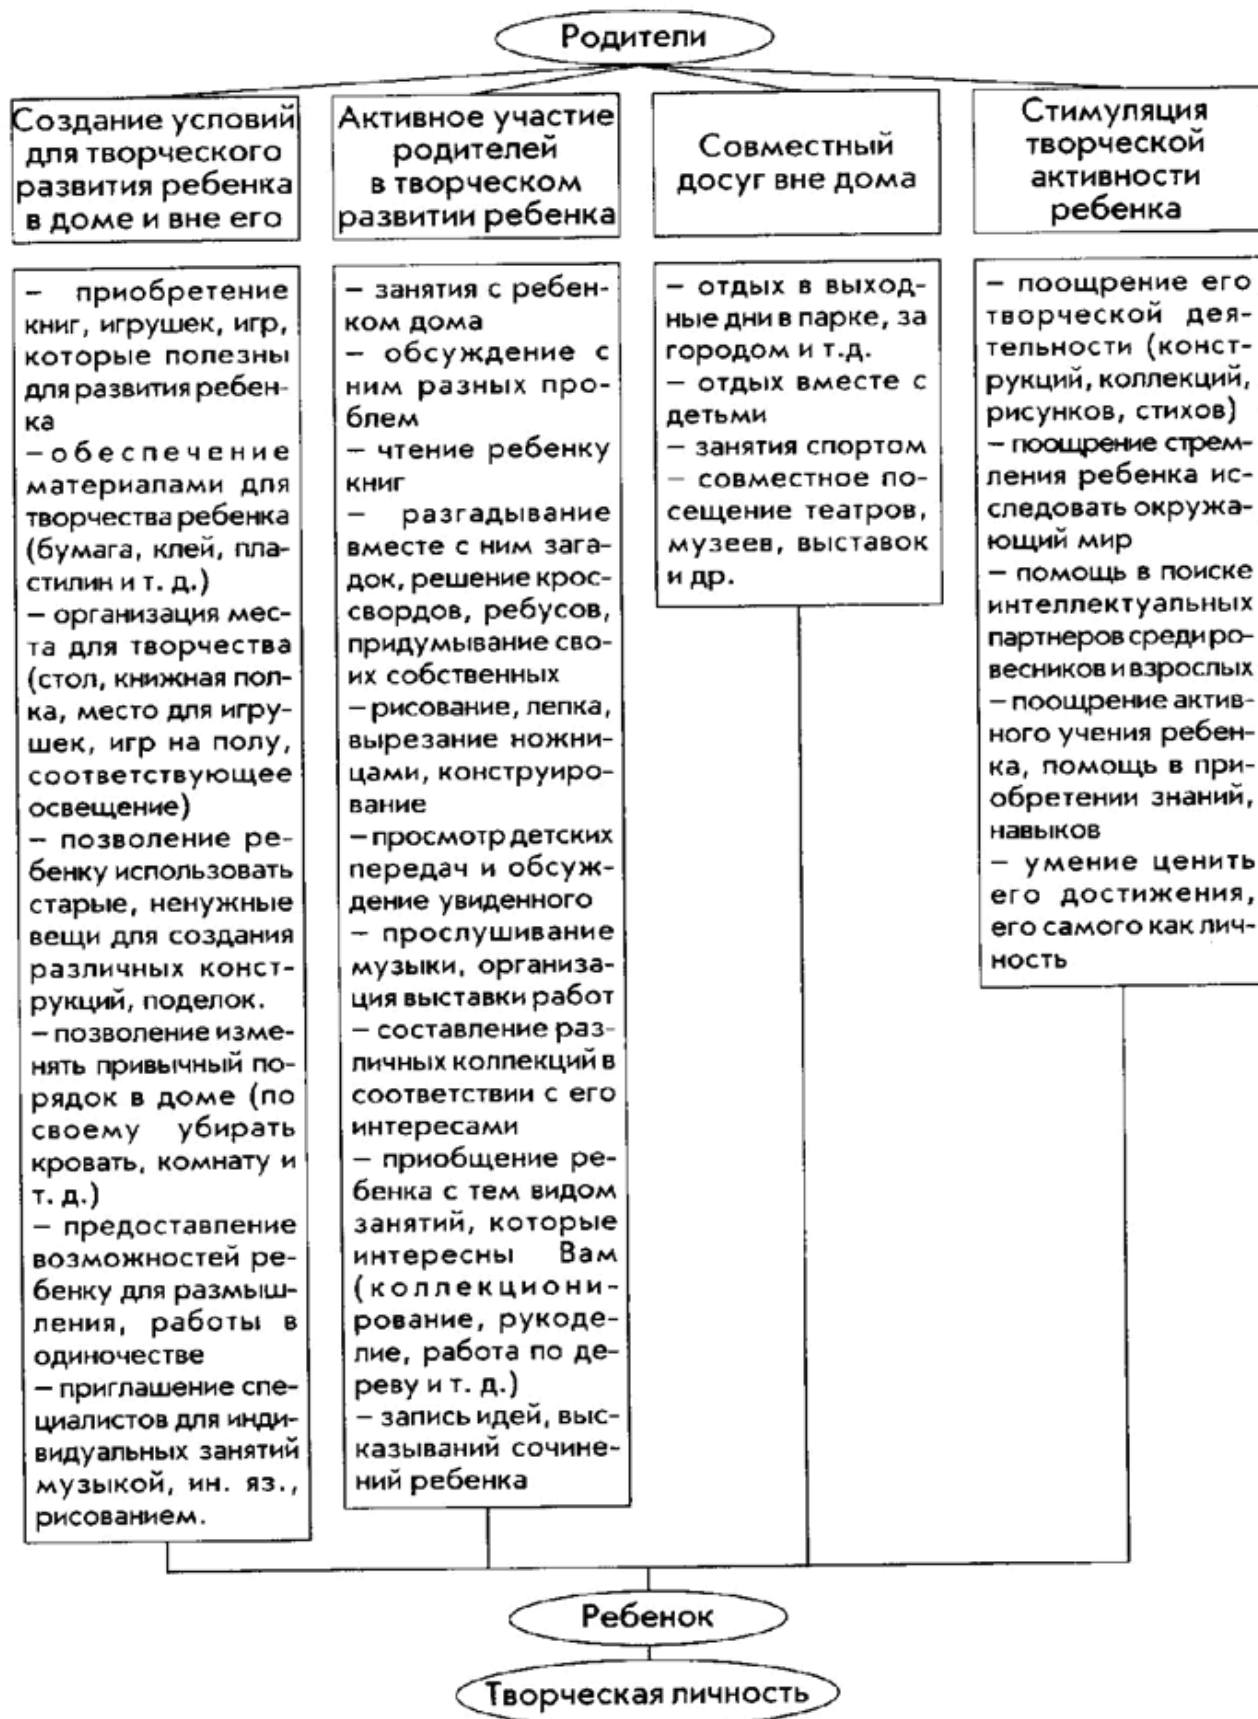 Родители
Создание условий
для творческого
развития ребенка
в доме и вне его
Активное участие
родителей
в творческом
развитии ребенка
Совместный
досуг вне дома
Стимуляция
творческой
активности
ребенка
– приобретение
книг, игрушек, игр,
которые полезны
для развития ребен-
ка
– обеспечение
материалами для
творчества ребенка
(бумага, клей, пла-
стилин и т. д.)
– организация мес-
та для творчества
(стол, книжная пол-
ка, место для игру-
шек, игр на полу,
соответствующее
освещение)
– позволение ре-
бенку использовать
старые, ненужные
вещи для создания
различных конст-
рукций, поделок.
– позволение изме-
нять привычный по-
рядок в доме (по
своему убирать
кровать, комнату и
т. д.)
– предоставление
возможностей ре-
бенку для размыш-
ления, работы в
одиночестве
– приглашение спе-
циалистов для инди-
видуальных занятий
музыкой, ин. яз.,
рисованием.
– занятия с ребен-
ком дома
– обсуждение с
ним разных про-
блем
– чтение ребенку
книг
– разгадывание
вместе с ним зага-
док, решение крос-
свордов, ребусов,
придумывание сво-
их собственных
– рисование, лепка,
вырезание ножни-
цами, конструиро-
вание
– просмотр детских
передач и обсуж-
дение увиденного
– прослушивание
музыки, организа-
ция выставки работ
– составление раз-
личных коллекций в
соответствии с его
интересами
– приобщение ре-
бенка с тем видом
занятий, которые
интересны Вам
(коллекциони-
рование, рукоде-
лие, работа по де-
реву и т. д.)
– запись идей, выс-
казываний сочине-
ний ребенка
– отдых в выход-
ные дни в парке, за
городом и т.д.
– отдых вместе с
детьми
– занятия спортом
– совместное по-
сещение театров,
музеев, выставок
и др.
– поощрение его
творческой дея-
тельности (конст-
рукций, коллекций,
рисунков, стихов)
– поощрение стрем-
ления ребенка ис-
следовать окружа-
ющий мир
– помощь в поиске
интеллектуальных
партнеров среди ро-
весников и взрослых
– поощрение актив-
ного учения ребен-
ка, помощь в при-
обретении знаний,
навыков
– умение ценить
его достижения,
его самого как лич-
ность
Ребенок
Творческая личность